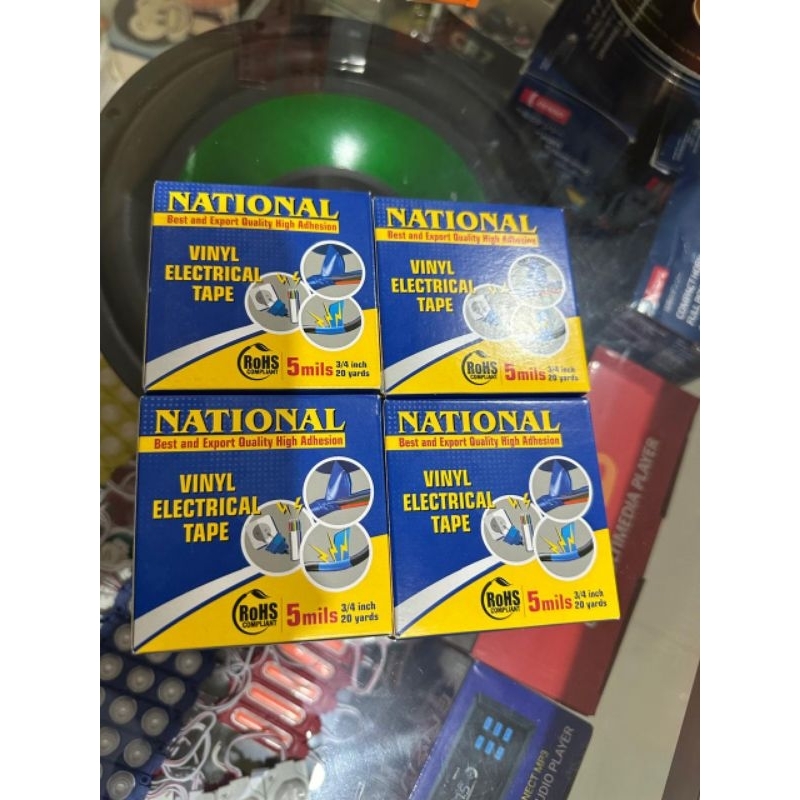 NATIONAL
Best and Export Quality High Adhesion
VINYL
ELECTRICAL
TAPE
RoHS
COMPLIANT
5mils
3/4 inch
20 yards
NATIONAL
Best and Export Quality High Adhesion
VINYL
ELECTRICAL
TAPE
RoHS
COMPLIANT
5mils
3/4 inch
20 yards
NATIONAL
Best and Export Quality High Adhesion
VINYL
ELECTRICAL
TAPE
RoHS
COMPLIANT
5mils
3/4 inch
20 yards
NATIONAL
Best and Export Quality High Adhesion
VINYL
ELECTRICAL
TAPE
RoHS
COMPLIANT
5mils
3/4 inch
20 yards
PLAYER
MP3
PLAYER